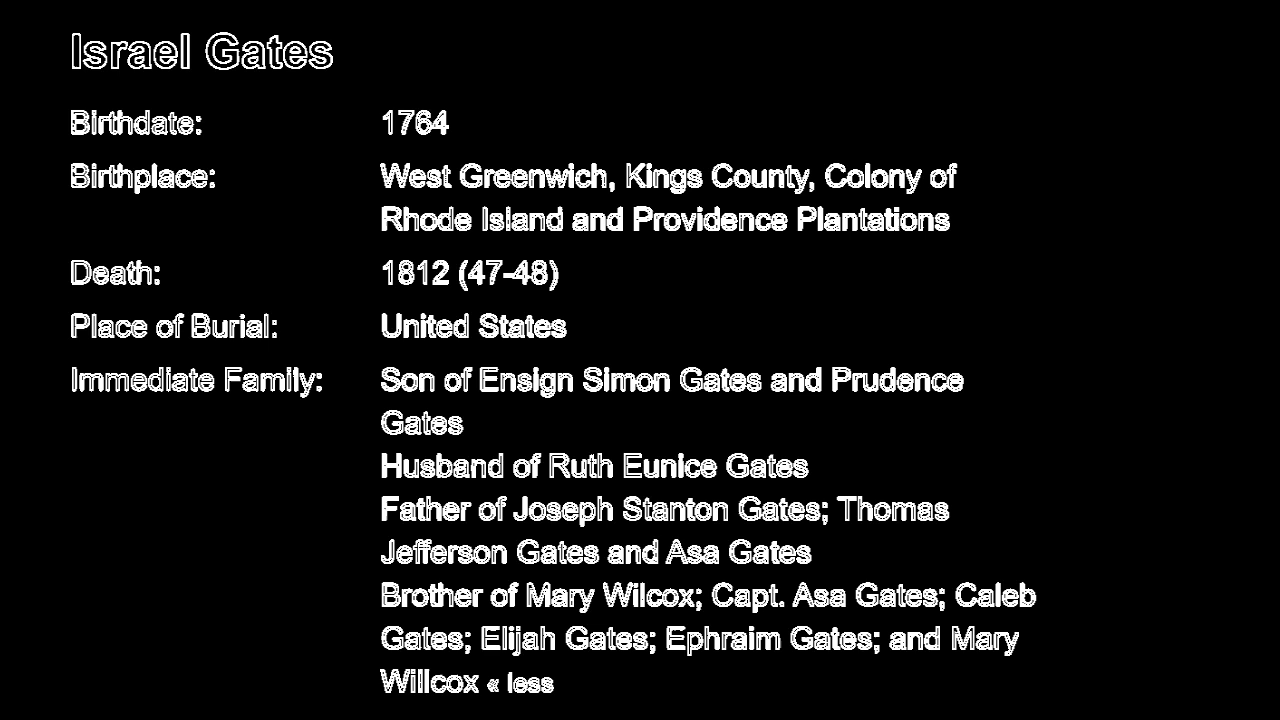 Israel Gates
Birthdate: 1764
Birthplace: West Greenwich, Kings County, Colony of
Rhode Island and Providence Plantations
Death: 1812 (47-48)
Place of Burial: United States
Immediate Family: Son of Ensign Simon Gates and Prudence
Gates
Husband of Ruth Eunice Gates
Father of Joseph Stanton Gates; Thomas
Jefferson Gates and Asa Gates
Brother of Mary Wilcox; Capt. Asa Gates; Caleb
Gates; Elijah Gates; Ephraim Gates; and Mary
Willcox « less